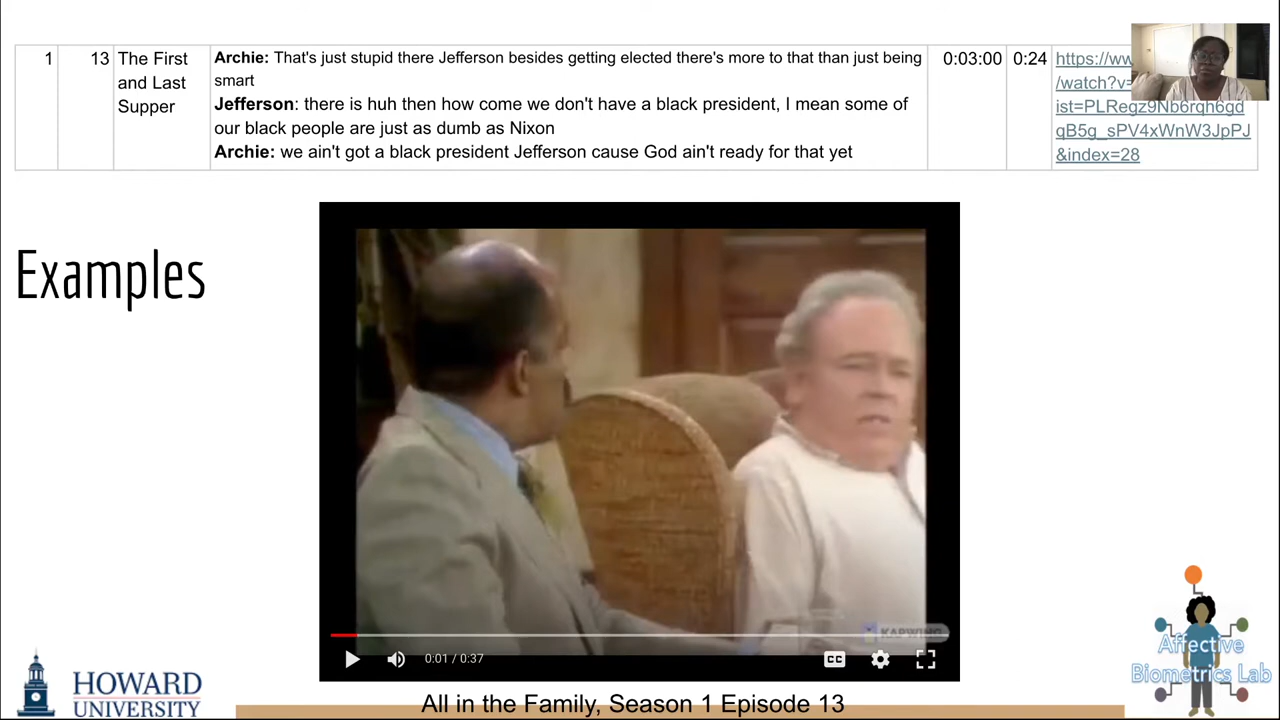 1 13 The First and Last Supper
Archie: That's just stupid there Jefferson besides getting elected there's more to that than just being
smart
Jefferson: there is huh then how come we don't have a black president, I mean some of
our black people are just as dumb as Nixon
Archie: we ain't got a black president Jefferson cause God ain't ready for that yet
0:03:00 0:24
https://ww
/watch?v=
ist=PLRegz9Nb6rqh6gd
qB5g_sPV4xWnW3JpPJ
&index=28
Examples
KAPWING
0:01 / 0:37
CC
HOWARD
UNIVERSITY
All in the Family, Season 1 Episode 13
Affective
Biometrics Lab